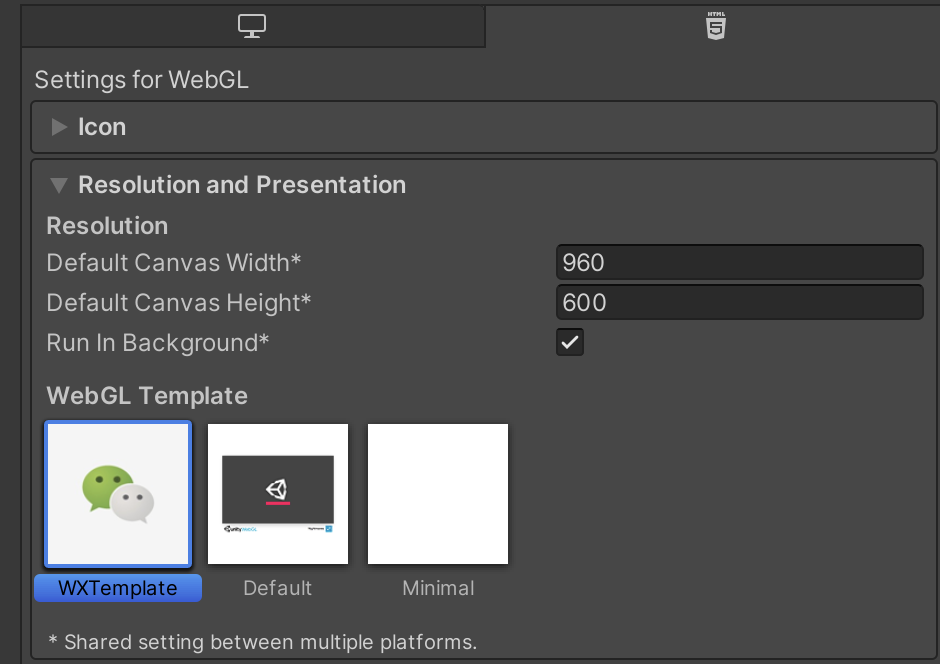 HTML
5
Settings for WebGL
Icon
Resolution and Presentation
Resolution
Default Canvas Width* 960
Default Canvas Height* 600
Run In Background*
WebGL Template
unity WebGL
WXTemplate Default Minimal
* Shared setting between multiple platforms.